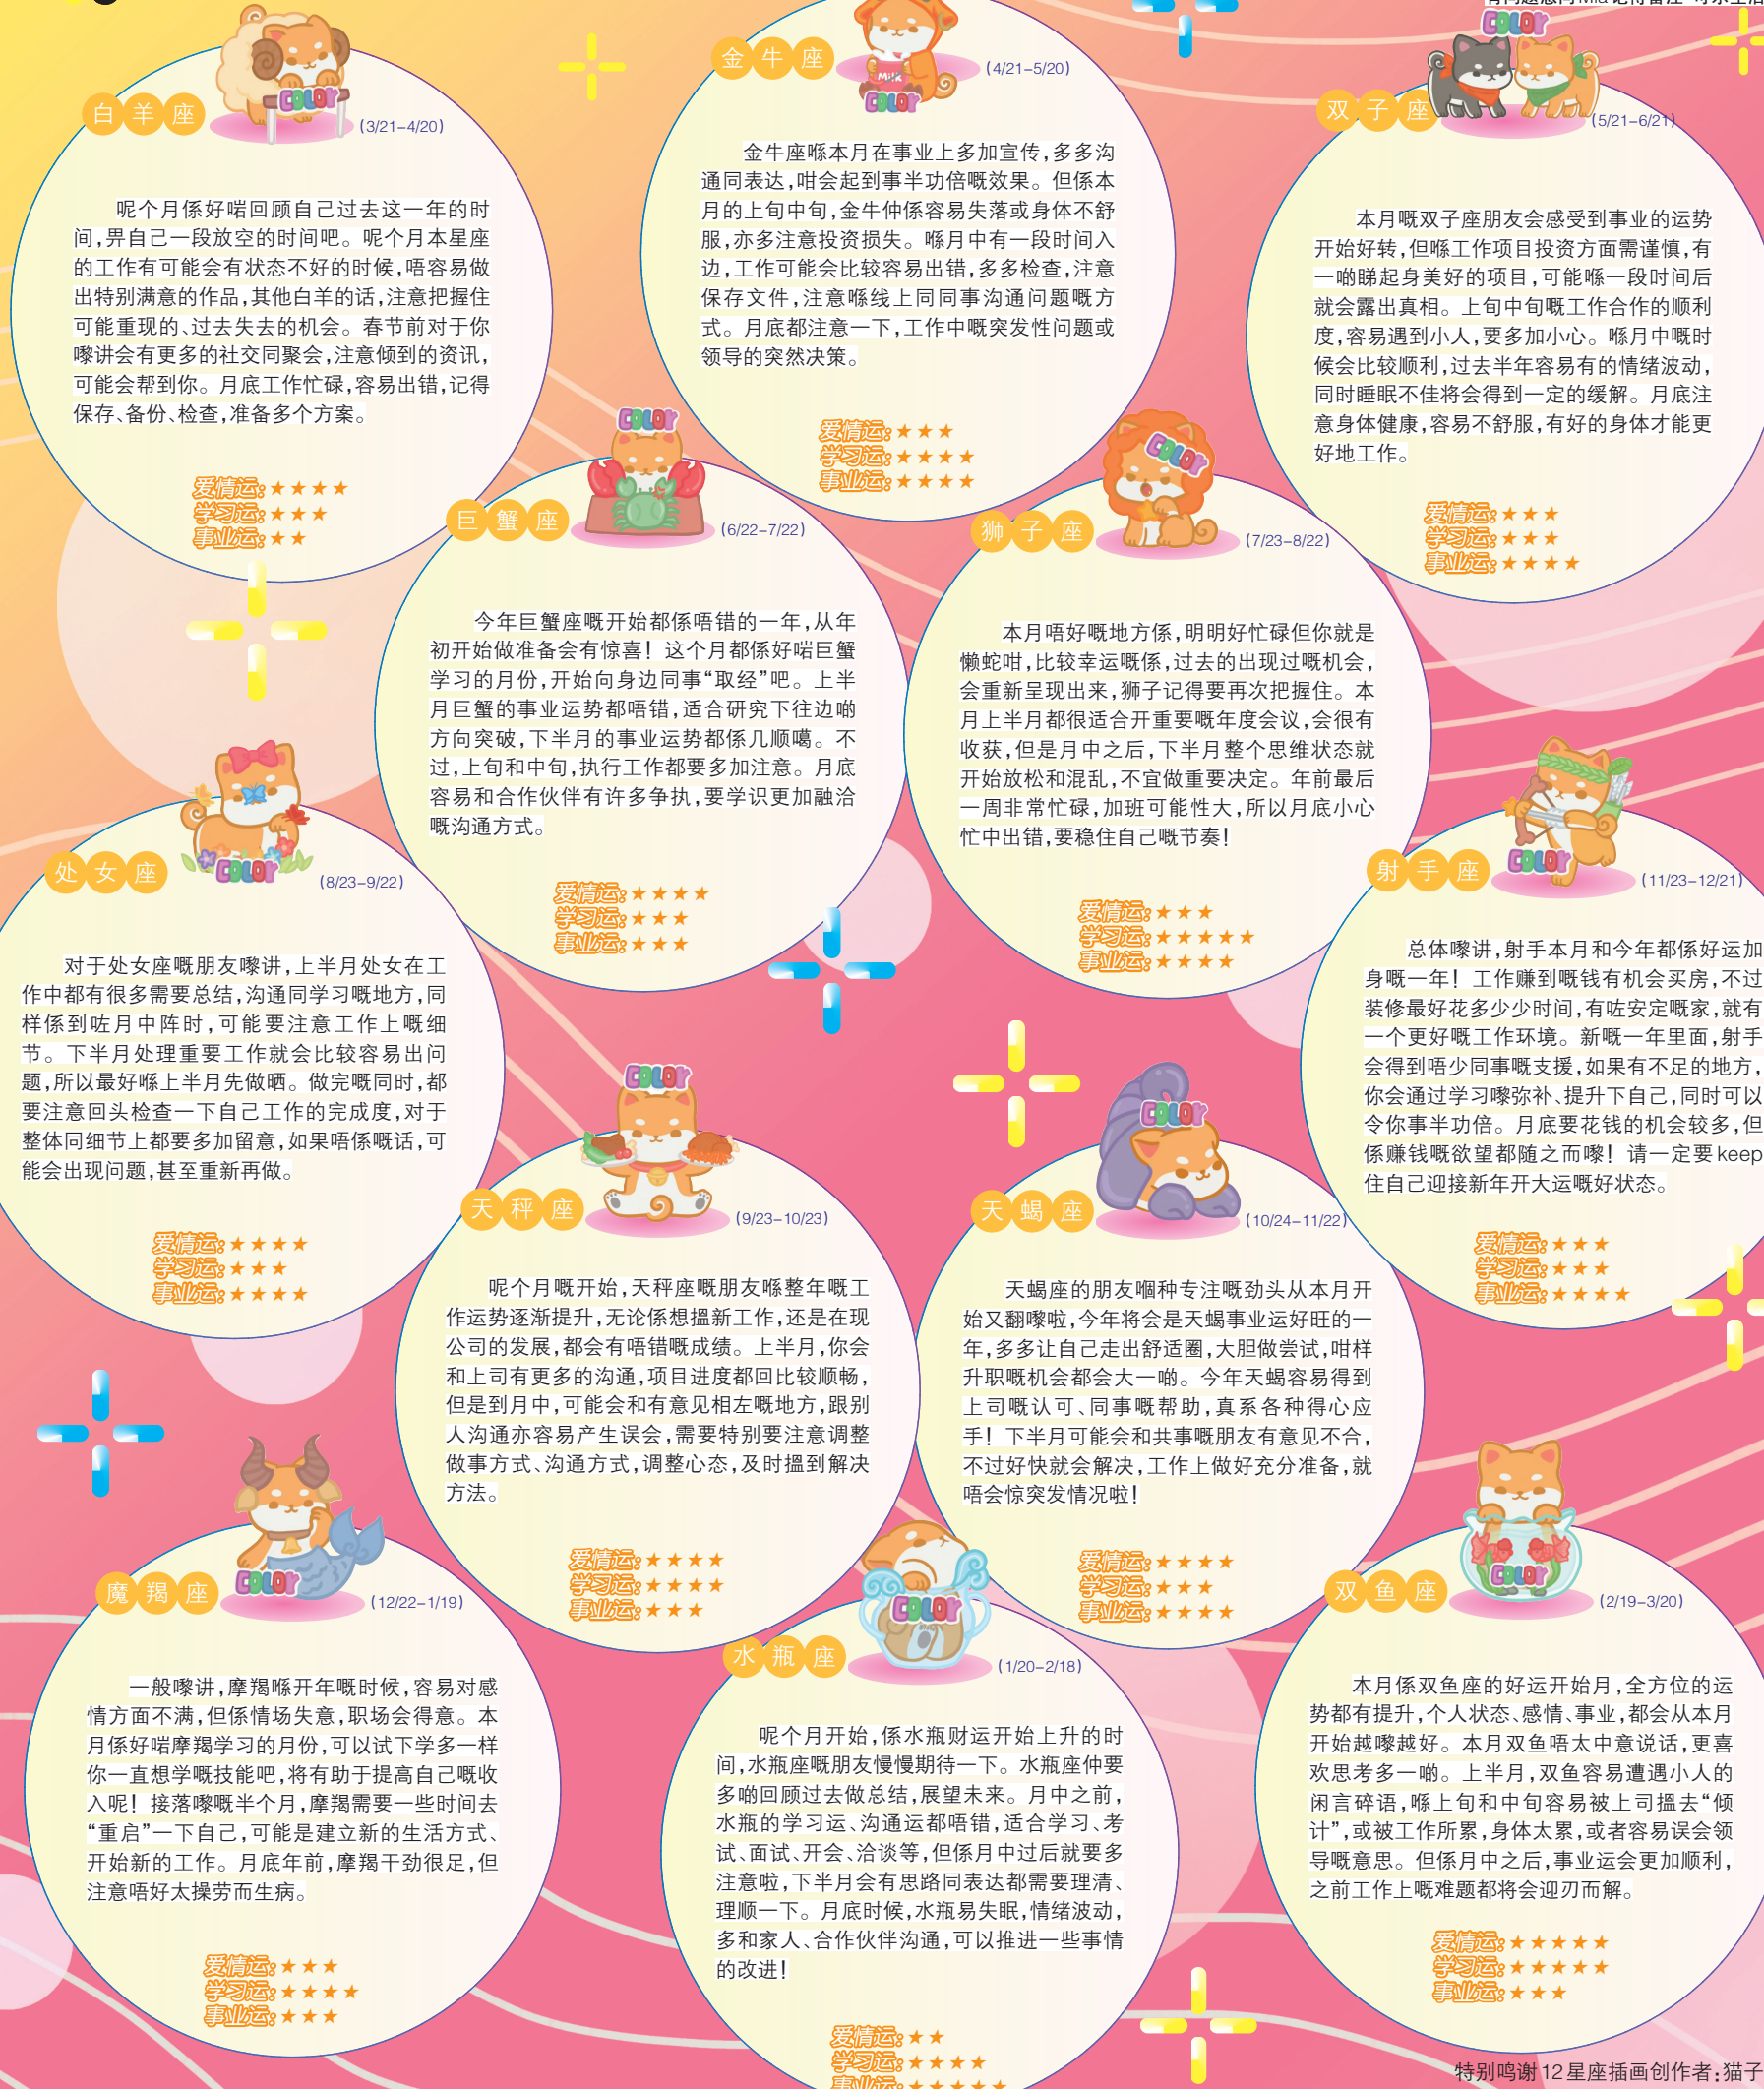 白羊座
COLOR
(3/21-4/20)
呢个月係好啱回顾自己过去这一年的时
间,畀自己一段放空的时间吧。呢个月本星座
的工作有可能会有状态不好的时候,唔容易做
出特别满意的作品,其他白羊的话,注意把握住
可能重现的、过去失去的机会。春节前对于你
嚟讲会有更多的社交同聚会,注意倾到的资讯,
可能会帮到你。月底工作忙碌,容易出错,记得
保存、备份、检查,准备多个方案。
爱情运:★★★★
学习运:★★★
事业运:★★
金牛座
MILK
COLOR
(4/21-5/20)
金牛座喺本月在事业上多加宣传,多多沟
通同表达,咁会起到事半功倍嘅效果。但係本
月的上旬中旬,金牛仲係容易失落或身体不舒
服,亦多注意投资损失。喺月中有一段时间入
边,工作可能会比较容易出错,多多检查,注意
保存文件,注意喺线上同同事沟通问题嘅方
式。月底都注意一下,工作中嘅突发性问题或
领导的突然决策。
爱情运:★★★
学习运:★★★★
事业运:★★★★
双子座
COLOR
(5/21-6/21)
本月嘅双子座朋友会感受到事业的运势
开始好转,但喺工作项目投资方面需谨慎,有
一啲睇起身美好的项目,可能喺一段时间后
就会露出真相。上旬中旬嘅工作合作的顺利
度,容易遇到小人,要多加小心。喺月中嘅时
候会比较顺利,过去半年容易有的情绪波动,
同时睡眠不佳将会得到一定的缓解。月底注
意身体健康,容易不舒服,有好的身体才能更
好地工作。
爱情运:★★★
学习运:★★★
事业运:★★★★
巨蟹座
COLOR
(6/22-7/22)
今年巨蟹座嘅开始都係唔错的一年,从年
初开始做准备会有惊喜！这个月都係好啱巨蟹
学习的月份,开始向身边同事“取经”吧。上半
月巨蟹的事业运势都唔错,适合研究下往边啲
方向突破,下半月的事业运势都係几顺噶。不
过,上旬和中旬,执行工作都要多加注意。月底
容易和合作伙伴有许多争执,要学识更加融洽
嘅沟通方式。
爱情运:★★★★
学习运:★★★
事业运:★★★
狮子座
COLOR
(7/23-8/22)
本月唔好嘅地方係,明明好忙碌但你就是
懒蛇咁,比较幸运嘅係,过去的出现过嘅机会,
会重新呈现出来,狮子记得要再次把握住。本
月上半月都很适合开重要嘅年度会议,会很有
收获,但是月中之后,下半月整个思维状态就
开始放松和混乱,不宜做重要决定。年前最后
一周非常忙碌,加班可能性大,所以月底小心
忙中出错,要稳住自己嘅节奏！
爱情运:★★★
学习运:★★★★★
事业运:★★★★
处女座
COLOR
(8/23-9/22)
对于处女座嘅朋友嚟讲,上半月处女在工
作中都有很多需要总结,沟通同学习嘅地方,同
样係到咗月中阵时,可能要注意工作上嘅细
节。下半月处理重要工作就会比较容易出问
题,所以最好喺上半月先做晒。做完嘅同时,都
要注意回头检查一下自己工作的完成度,对于
整体同细节上都要多加留意,如果唔係嘅话,可
能会出现问题,甚至重新再做。
爱情运:★★★★
学习运:★★★
事业运:★★★★
射手座
COLOR
(11/23-12/21)
总体嚟讲,射手本月和今年都係好运加
身嘅一年！工作赚到嘅钱有机会买房,不过
装修最好花多少少时间,有咗安定嘅家,就有
一个更好嘅工作环境。新嘅一年里面,射手
会得到唔少同事嘅支援,如果有不足的地方,
你会通过学习嚟弥补、提升下自己,同时可以
令你事半功倍。月底要花钱的机会较多,但
係赚钱嘅欲望都随之而嚟！请一定要keep
住自己迎接新年开大运嘅好状态。
爱情运:★★★
学习运:★★★
事业运:★★★★
天秤座
COLOR
(9/23-10/23)
呢个月嘅开始,天秤座嘅朋友喺整年嘅工
作运势逐渐提升,无论係想搵新工作,还是在现
公司的发展,都会有唔错嘅成绩。上半月,你会
和上司有更多的沟通,项目进度都回比较顺畅,
但是到月中,可能会和有意见相左嘅地方,跟别
人沟通亦容易产生误会,需要特别要注意调整
做事方式、沟通方式,调整心态,及时搵到解决
方法。
爱情运:★★★★
学习运:★★★★
事业运:★★★
天蝎座
COLOR
(10/24-11/22)
天蝎座的朋友嗰种专注嘅劲头从本月开
始又翻嚟啦,今年将会是天蝎事业运好旺的一
年,多多让自己走出舒适圈,大胆做尝试,咁样
升职嘅机会都会大一啲。今年天蝎容易得到
上司嘅认可、同事嘅帮助,真系各种得心应
手！下半月可能会和共事嘅朋友有意见不合,
不过好快就会解决,工作上做好充分准备,就
唔会惊突发情况啦！
爱情运:★★★★
学习运:★★★
事业运:★★★★
魔羯座
COLOR
(12/22-1/19)
一般嚟讲,摩羯喺开年嘅时候,容易对感
情方面不满,但係情场失意,职场会得意。本
月係好啱摩羯学习的月份,可以试下学多一样
你一直想学嘅技能吧,将有助于提高自己嘅收
入呢！接落嚟嘅半个月,摩羯需要一些时间去
“重启”一下自己,可能是建立新的生活方式、
开始新的工作。月底年前,摩羯干劲很足,但
注意唔好太操劳而生病。
爱情运:★★★
学习运:★★★★
事业运:★★★
水瓶座
COLOR
(1/20-2/18)
呢个月开始,係水瓶财运开始上升的时
间,水瓶座嘅朋友慢慢期待一下。水瓶座仲要
多啲回顾过去做总结,展望未来。月中之前,
水瓶的学习运、沟通运都唔错,适合学习、考
试、面试、开会、洽谈等,但係月中过后就要多
注意啦,下半月会有思路同表达都需要理清、
理顺一下。月底时候,水瓶易失眠,情绪波动,
多和家人、合作伙伴沟通,可以推进一些事情
的改进！
爱情运:★★
学习运:★★★★
事业运:★★★★★
双鱼座
COLOR
(2/19-3/20)
本月係双鱼座的好运开始月,全方位的运
势都有提升,个人状态、感情、事业,都会从本月
开始越嚟越好。本月双鱼唔太中意说话,更喜
欢思考多一啲。上半月,双鱼容易遭遇小人的
闲言碎语,喺上旬和中旬容易被上司搵去“倾
计”,或被工作所累,身体太累,或者容易误会领
导嘅意思。但係月中之后,事业运会更加顺利,
之前工作上嘅难题都将会迎刃而解。
爱情运:★★★★★
学习运:★★★★★
事业运:★★★
特别鸣谢12星座插画创作者:猫子